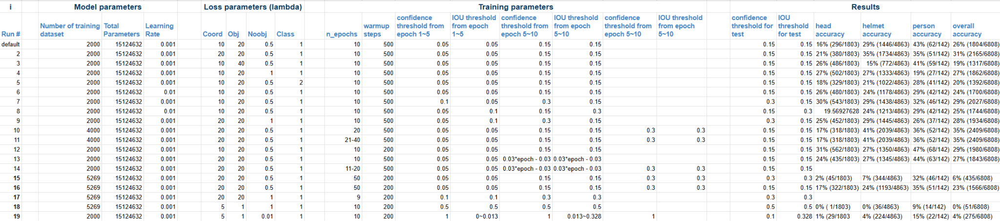 i Model parameters Loss parameters (lambda) Training parameters Results
Run # Number of training dataset Total Parameters Learning Rate Coord Obj Noobj Class n_epochs warmup steps confidence threshold from epoch 1~5 IOU threshold from epoch 1~5 confidence threshold from epoch 5~10 IOU threshold from epoch 5~10 confidence threshold from epoch 5~10 IOU threshold from epoch 5~10 confidence threshold for test IOU threshold for test head accuracy helmet accuracy person accuracy overall accuracy
default 2000 15124632 0.001 10 20 0.5 1 10 500 0.05 0.05 0.15 0.15 0.15 0.15 16% (296/1803) 29% (1446/4863) 43% (62/142) 26% (1804/6808)
2 2000 15124632 0.001 20 20 0.5 1 10 500 0.05 0.05 0.15 0.15 0.15 0.15 21% (380/1803) 35% (1734/4863) 35% (51/142) 31% (2165/6808)
3 2000 15124632 0.001 10 40 0.5 1 10 500 0.05 0.05 0.15 0.15 0.15 0.15 26% (486/1803) 15% (772/4863) 41% (59/142) 19% (1317/6808)
4 2000 15124632 0.001 10 20 1 1 10 500 0.05 0.05 0.15 0.15 0.15 0.15 27% (502/1803) 27% (1333/4863) 19% (27/142) 27% (1862/6808)
5 2000 15124632 0.001 10 20 0.5 2 10 500 0.05 0.05 0.15 0.15 0.15 0.15 18% (329/1803) 21% (1022/4863) 28% (41/142) 20% (1392/6808)
6 2000 15124632 0.01 10 20 0.5 1 10 500 0.05 0.05 0.15 0.15 0.15 0.15 26% (480/1803) 24% (1178/4863) 29% (42/142) 24% (1700/6808)
7 2000 15124632 0.001 10 20 0.5 1 10 500 0.1 0.05 0.3 0.15 0.3 0.15 30% (543/1803) 29% (1438/4863) 32% (46/142) 29% (2027/6808)
8 2000 15124632 0.01 10 20 0.5 1 10 500 0.05 0.1 0.15 0.3 0.15 0.3 19.56927628 24% (1213/4863) 29% (42/142) 25% (1744/6808)
9 2000 15124632 0.001 20 20 1 1 10 500 0.05 0.1 0.3 0.15 0.3 0.15 25% (452/1803) 29% (1445/4863) 26% (37/142) 28% (1934/6808)
10 4000 15124632 0.001 20 20 0.5 1 20 500 0.05 0.05 0.15 0.15 0.3 0.3 0.15 0.15 17% (318/1803) 41% (2039/4863) 36% (52/142) 35% (2409/6808)
11 4000 15124632 0.001 20 20 0.5 1 21-40 500 0.05 0.05 0.15 0.15 0.3 0.3 0.15 0.15 17% (318/1803) 41% (2039/4863) 36% (52/142) 35% (2409/6808)
12 2000 15124632 0.001 10 20 0.5 1 10 200 0.05 0.05 0.15 0.15 0.15 0.15 31% (562/1803) 27% (1350/4863) 47% (68/142) 29% (1980/6808)
13 2000 15124632 0.001 20 20 0.5 1 10 500 0.05 0.05 0.03*epoch - 0.03 0.03*epoch - 0.03 0.15 0.15 24% (435/1803) 27% (1345/4863) 44% (63/142) 27% (1843/6808)
14 2000 15124632 0.001 20 20 0.5 1 11-20 500 0.05 0.05 0.03*epoch - 0.03 0.03*epoch - 0.03 0.3 0.3 0.15 0.15
15 5269 15124632 0.001 20 20 0.5 1 50 200 0.05 0.05 0.15 0.15 0.3 0.3 0.3 0.3 2% (45/1803) 7% (344/4863) 32% (46/142) 6% (435/6808)
16 5269 15124632 0.001 20 20 0.5 1 50 200 0.05 0.05 0.15 0.15 0.3 0.3 0.15 0.15 17% (322/1803) 24% (1193/4863) 35% (51/142) 23% (1566/6808)
17 5269 15124632 0.001 20 20 1 1 9 200 0.1 0.1 0.3 0.3 0.3 0.3
18 5269 15124632 0.001 5 1 1 1 10 200 0.5 0.5 0.5 0.5 0.5 0.5 0% ( 1/1803) 0% (36/4863) 9% (14/142) 0% (51/6808)
19 2000 15124632 0.001 5 1 0.01 1 10 200 1 0~0.013 1 0.013~0.328 1 0.1 0.328 1% (29/1803 4% (224/4863) 15% (22/142) 4% (275/6808)